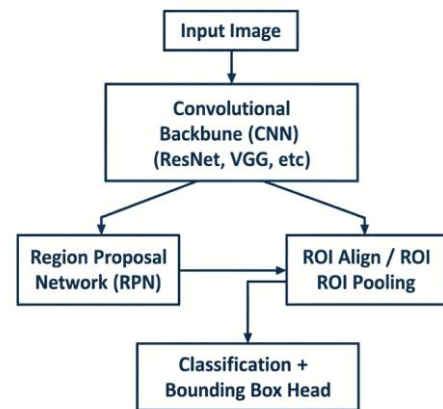 Input Image
Convolutional
Backbune (CNN)
(ResNet, VGG, etc)
Region Proposal
Network (RPN)
ROI Align / ROI
ROI Pooling
Classification +
Bounding Box Head